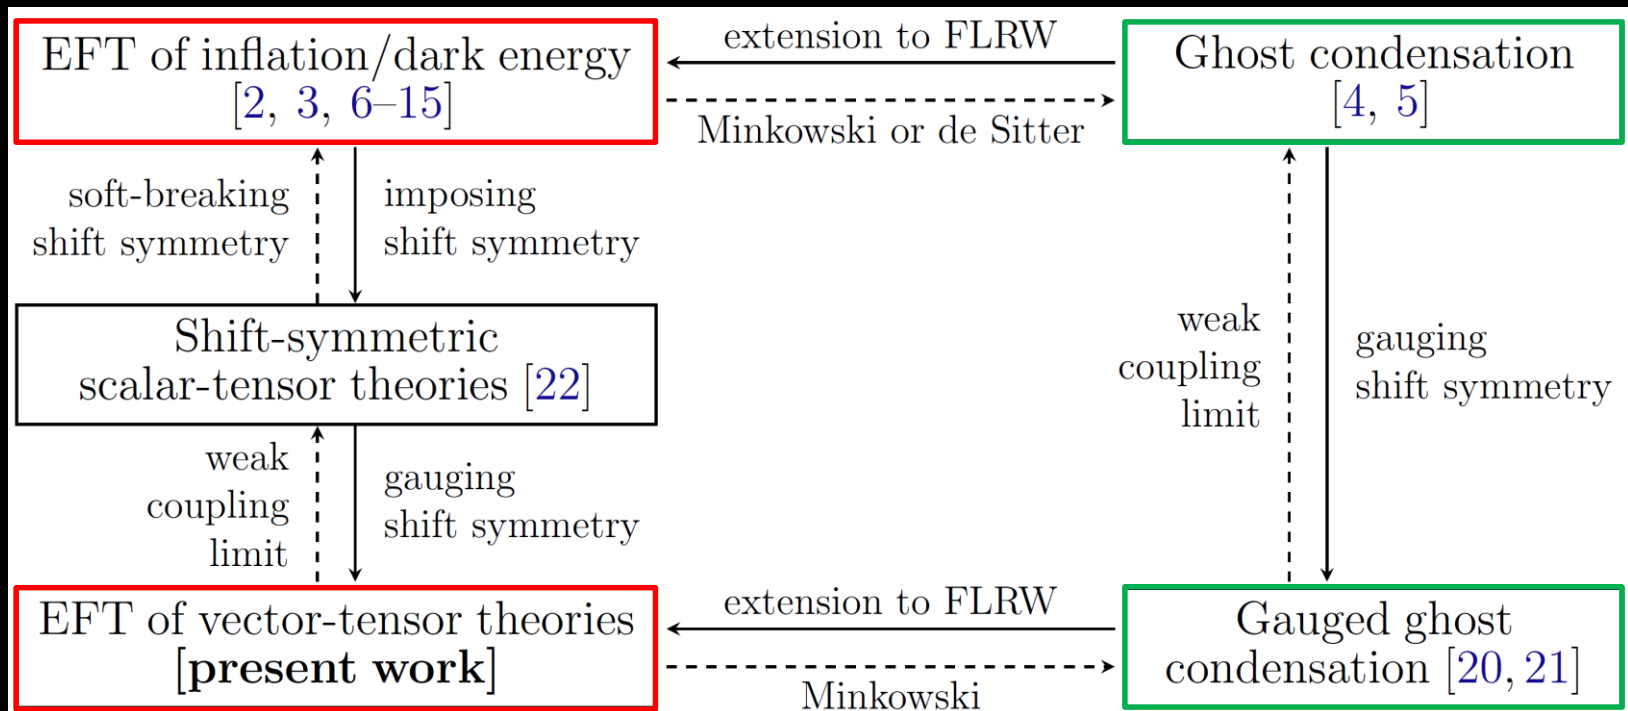 EFT of inflation/dark energy
[2, 3, 6–15]
extension to FLRW
Minkowski or de Sitter
Ghost condensation
[4, 5]
soft-breaking
shift symmetry
imposing
shift symmetry
Shift-symmetric
scalar-tensor theories [22]
weak
coupling
limit
gauging
shift symmetry
weak
coupling
limit
gauging
shift symmetry
EFT of vector-tensor theories
[present work]
extension to FLRW
Minkowski
Gauged ghost
condensation [20, 21]